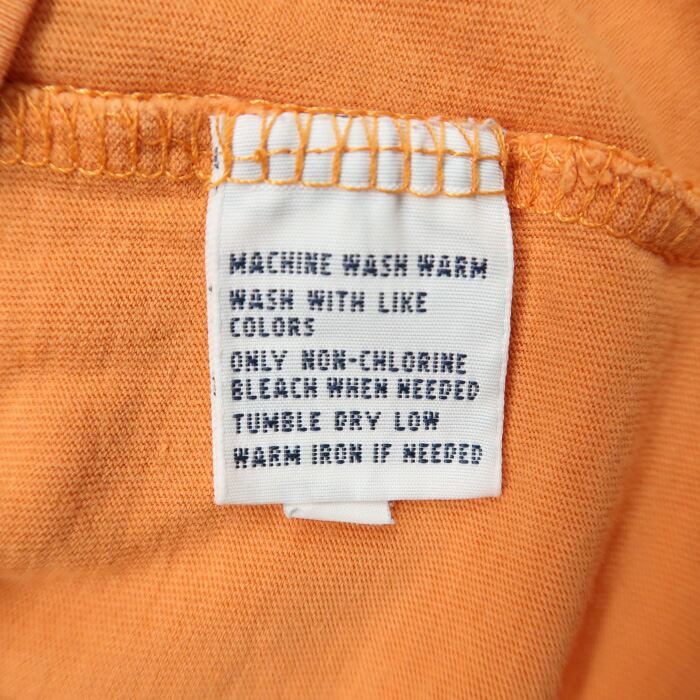 MACHINE WASH WARM
WASH WITH LIKE
COLORS
ONLY NON-CHLORINE
BLEACH WHEN NEEDED
TUMBLE DRY LOW
WARM IRON IF NEEDED